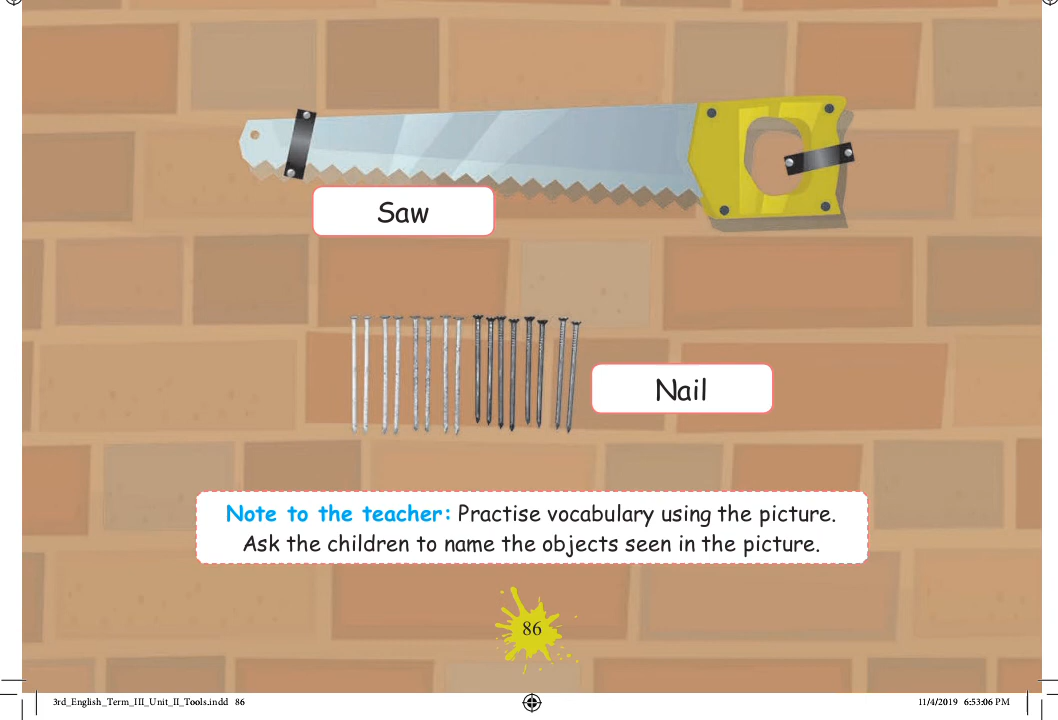 Saw
Nail
Note to the teacher: Practise vocabulary using the picture.
Ask the children to name the objects seen in the picture.
86
3rd_English_Term_III_Unit_II_Tools.indd 86
11/4/2019 6:53:06 PM